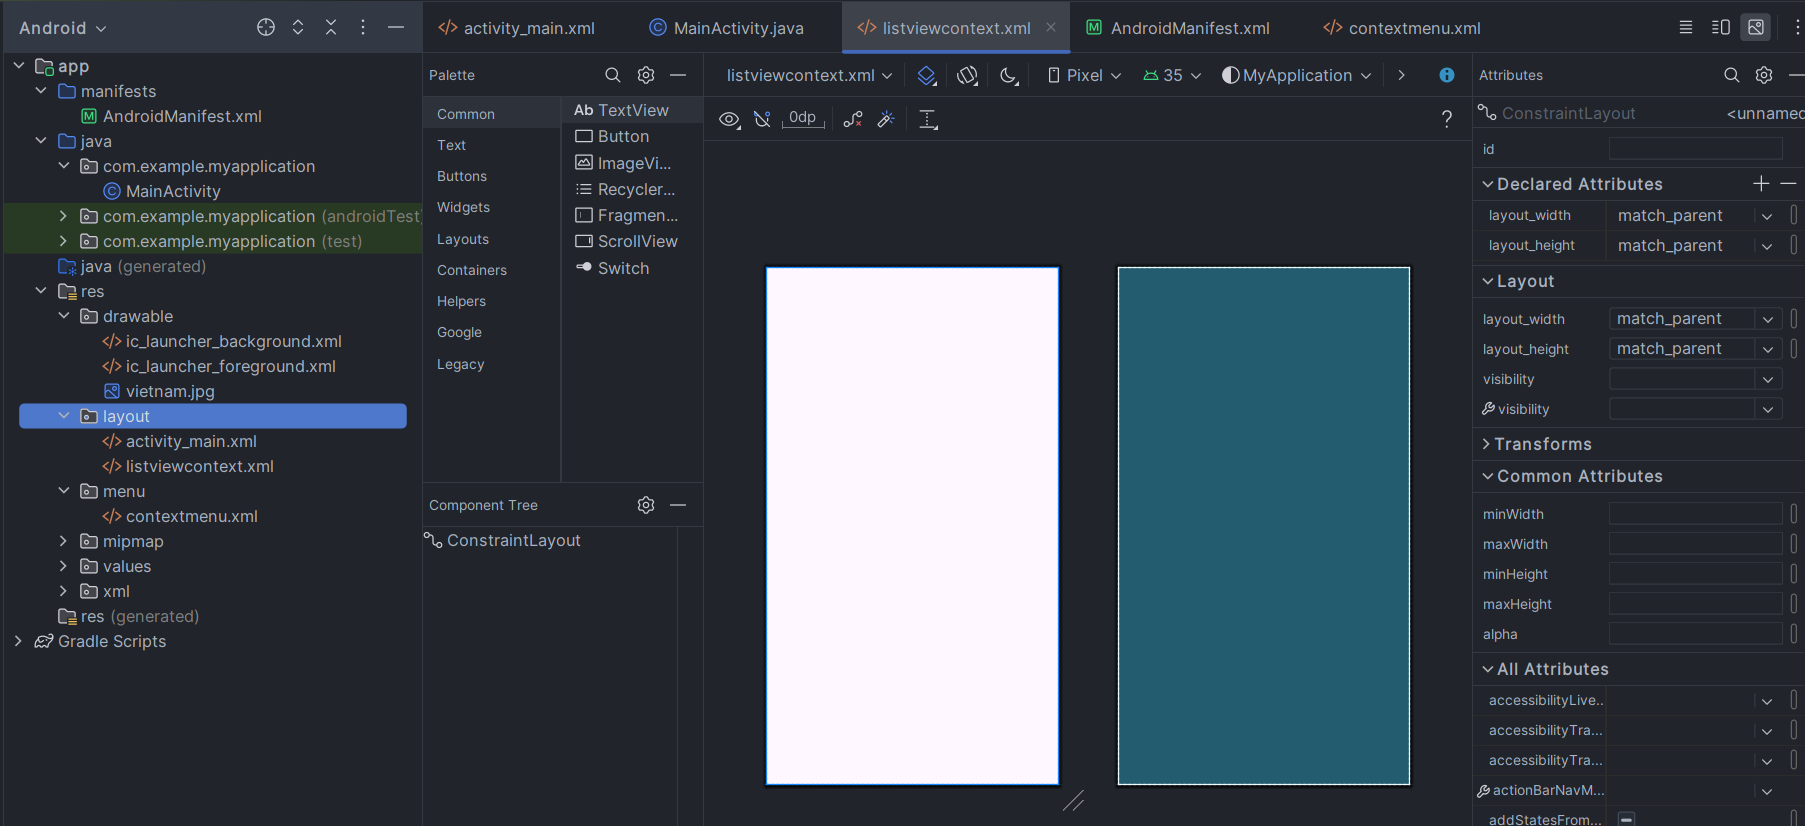 Android
activity_main.xml
MainActivity.java
listviewcontext.xml
AndroidManifest.xml
contextmenu.xml
app
manifests
AndroidManifest.xml
java
com.example.myapplication
MainActivity
com.example.myapplication (androidTest)
com.example.myapplication (test)
java (generated)
res
drawable
ic_launcher_background.xml
ic_launcher_foreground.xml
vietnam.jpg
layout
activity_main.xml
listviewcontext.xml
menu
contextmenu.xml
mipmap
values
xml
res (generated)
Gradle Scripts
Palette
Common
Text
Buttons
Widgets
Layouts
Containers
Helpers
Google
Legacy
Ab TextView
Button
ImageVi...
Recycler...
Fragmen...
ScrollView
Switch
Component Tree
ConstraintLayout
listviewcontext.xml
Pixel
35
MyApplication
0dp
?
Attributes
ConstraintLayout <unnamed
id
Declared Attributes
layout_width match_parent
layout_height match_parent
Layout
layout_width match_parent
layout_height match_parent
visibility
visibility
Transforms
Common Attributes
minWidth
maxWidth
minHeight
maxHeight
alpha
All Attributes
accessibilityLive..
accessibilityTra...
accessibilityTra...
actionBarNavM...
addStatesFrom...